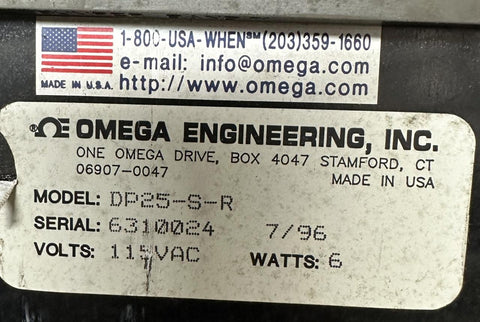 1-800-USA-WHEN℠ (203)359-1660
e-mail: info@omega.com
MADE IN U.S.A. http://www.omega.com
® ΩE OMEGA ENGINEERING, INC.
ONE OMEGA DRIVE, BOX 4047 STAMFORD, CT
06907-0047 MADE IN USA
MODEL: DP25-S-R
SERIAL: 6310024 7/96
VOLTS: 115VAC WATTS: 6